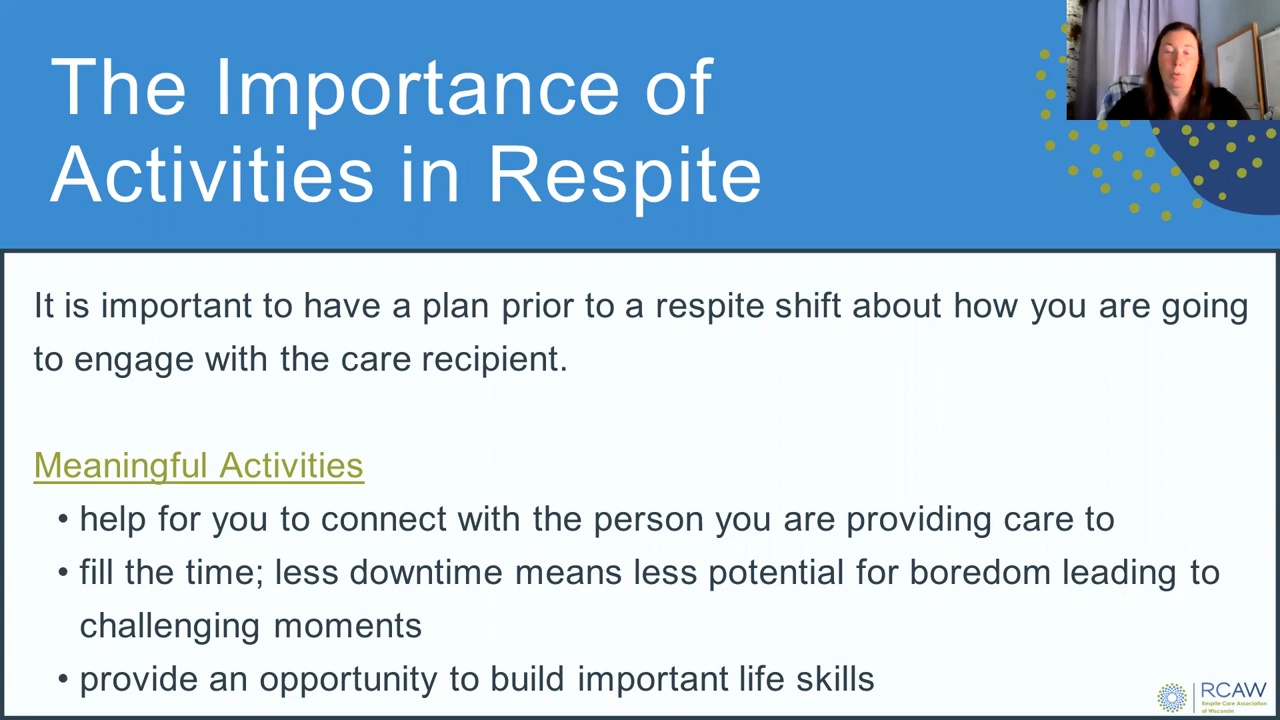 The Importance of
Activities in Respite
It is important to have a plan prior to a respite shift about how you are going
to engage with the care recipient.
Meaningful Activities
• help for you to connect with the person you are providing care to
• fill the time; less downtime means less potential for boredom leading to
challenging moments
• provide an opportunity to build important life skills
RCAW
Respite Care Association
of Wisconsin